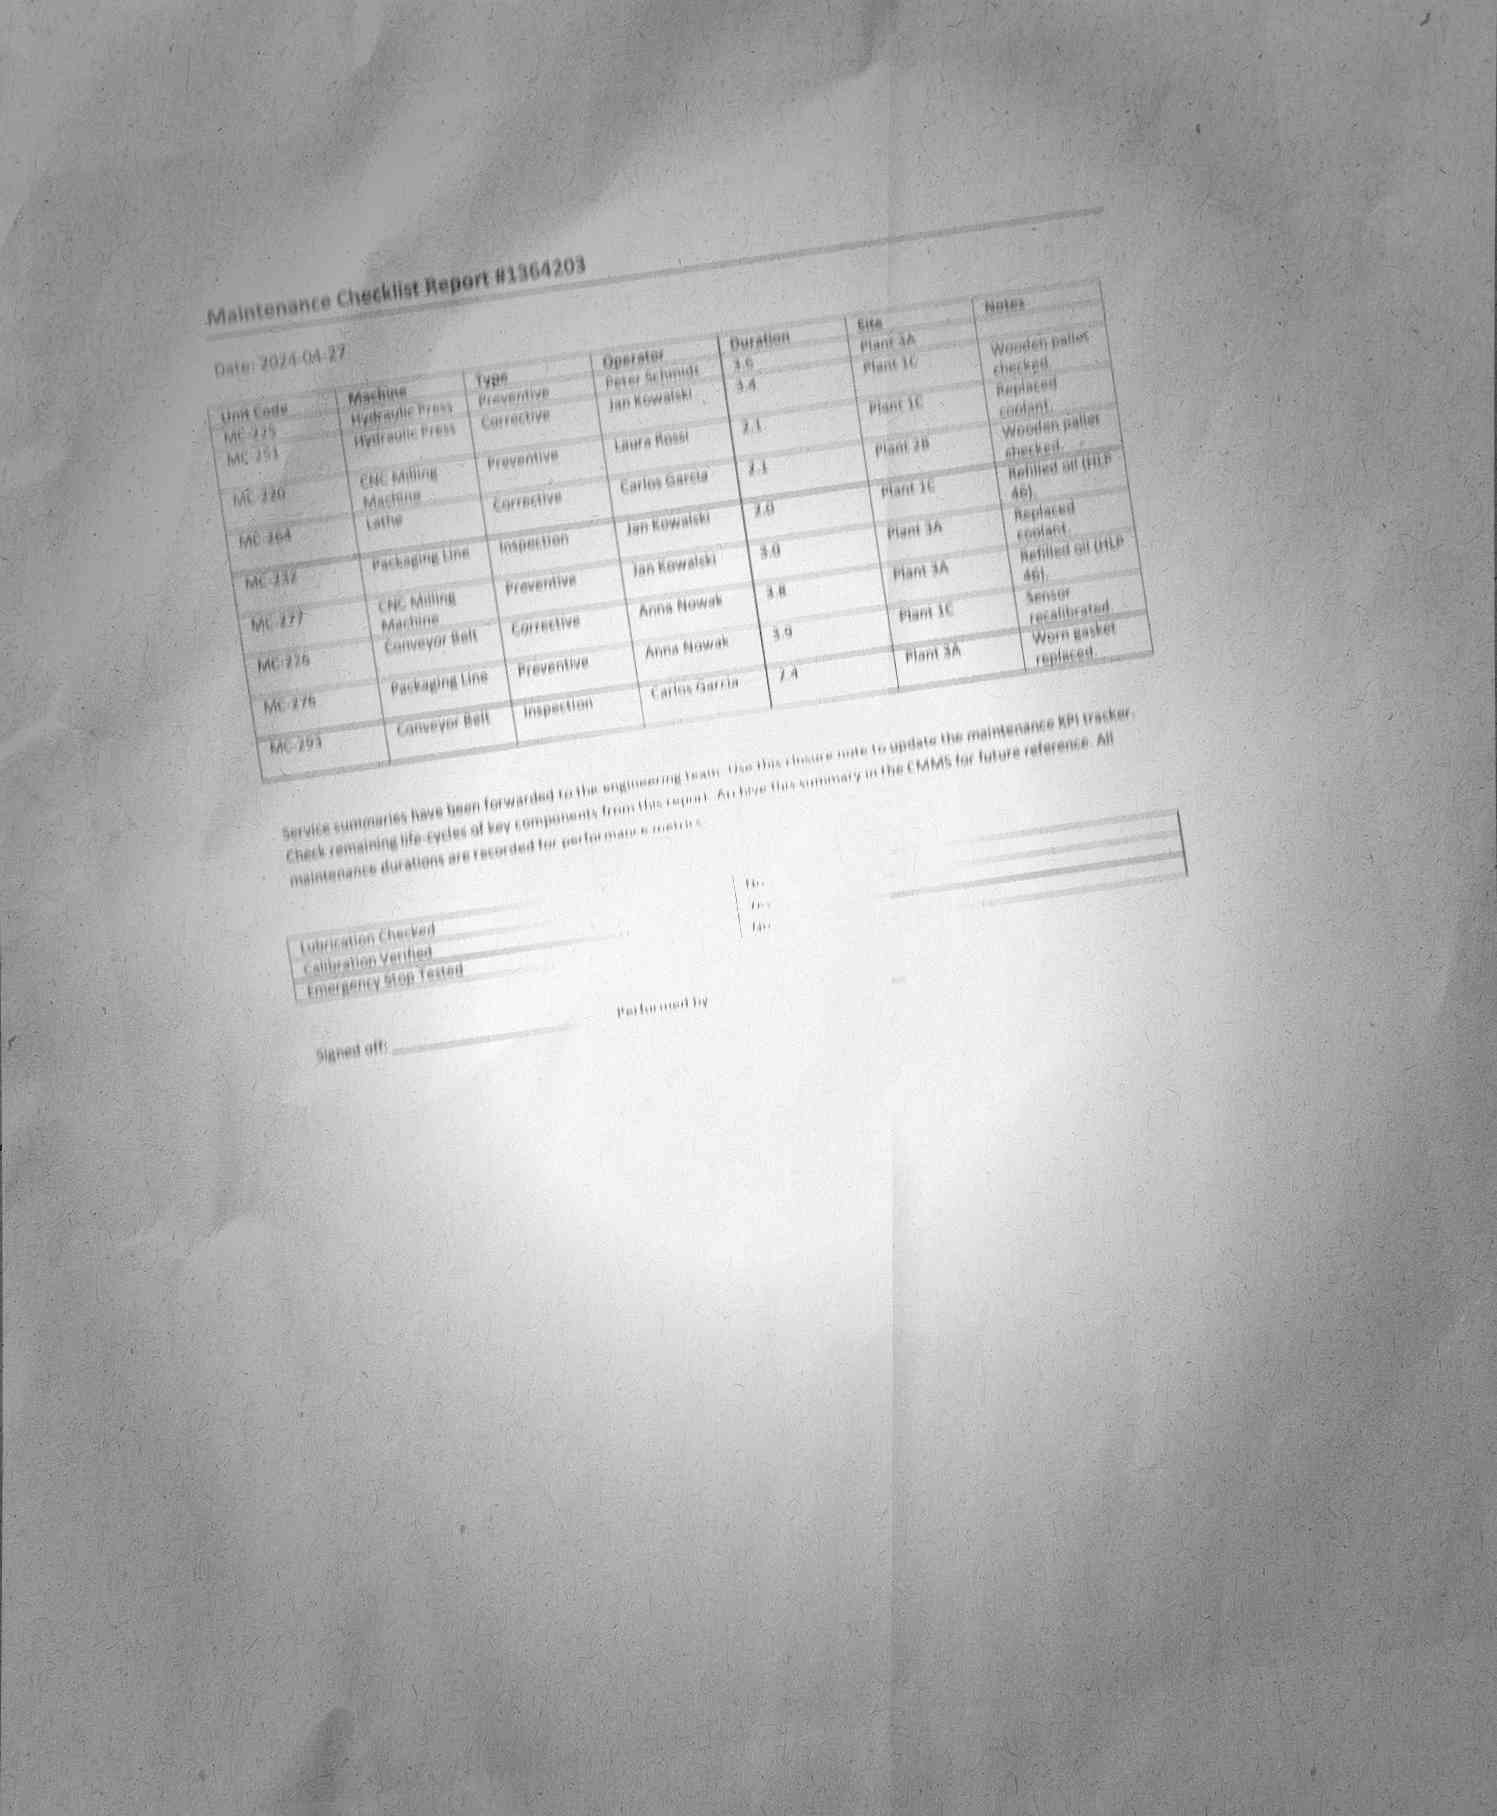 Maintenance Checklist Report #1364203
Date: 2024-04-27
Unit Code Machine Type Operator Duration Site Notes
MC-225 Hydraulic Press Preventive Peter Schmidt 3.6 Plant 3A
MC-251 Hydraulic Press Corrective Jan Kowalski 3.4 Plant 1C Wooden pallet
checked.
MC-220 CNC Milling Preventive Laura Rossi 2.1 Plant 1C Replaced
Machine coolant.
MC-264 Lathe Corrective Carlos Garcia 2.1 Plant 2B Wooden pallet
checked.
MC-232 Packaging Line Inspection Jan Kowalski 2.0 Plant 1C Refilled oil (HLP
46).
MC-277 CNC Milling Preventive Jan Kowalski 3.0 Plant 3A Replaced
Machine coolant.
MC-226 Conveyor Belt Corrective Anna Nowak 3.8 Plant 3A Refilled oil (HLP
46).
MC-276 Packaging Line Preventive Anna Nowak 3.9 Plant 1C Sensor
recalibrated.
MC-293 Conveyor Belt Inspection Carlos Garcia 2.4 Plant 3A Worn gasket
replaced.
Service summaries have been forwarded to the engineering team. Use this closure note to update the maintenance KPI tracker.
Check remaining life-cycles of key components from this report. Archive this summary in the CMMS for future reference. All
maintenance durations are recorded for performance metrics.
Lubrication Checked
Calibration Verified
Emergency Stop Tested
Signed off: Performed by